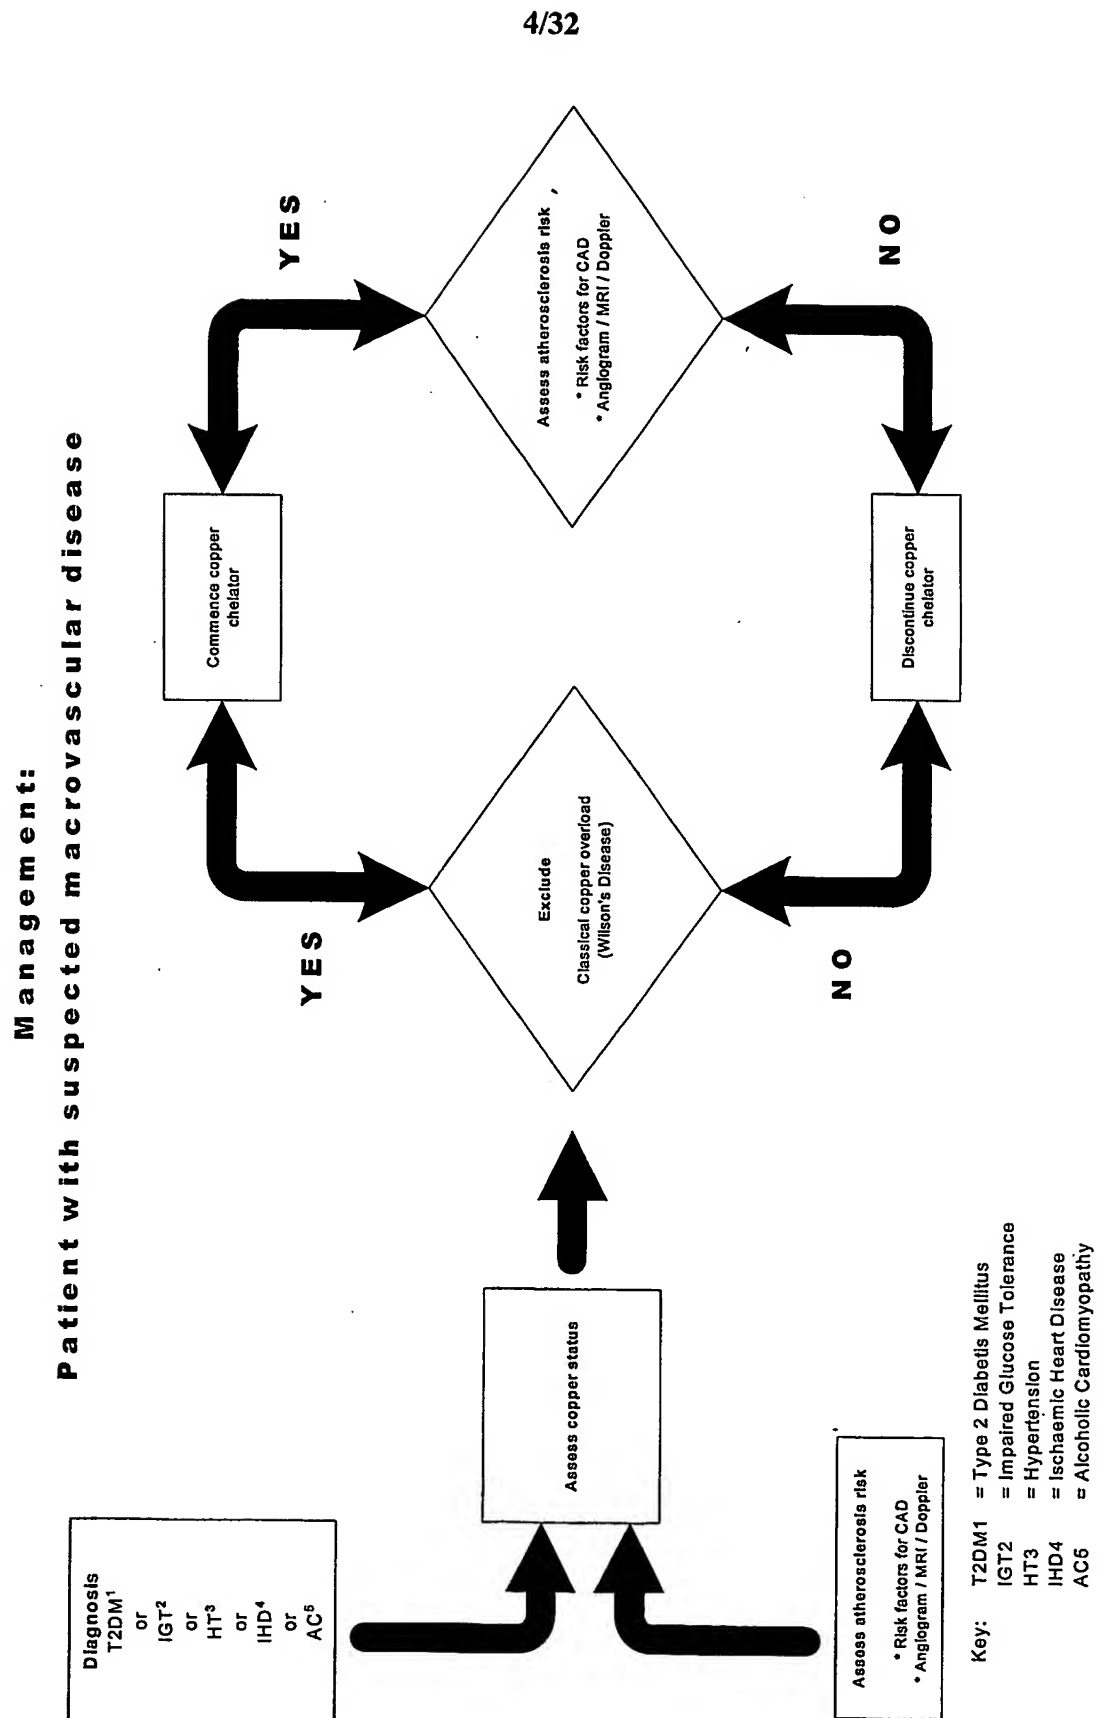 4/32
Management:
Patient with suspected macrovascular disease
Diagnosis
T2DM¹
or
IGT²
or
HT³
or
IHD⁴
or
AC⁵
Assess atherosclerosis risk
* Risk factors for CAD
* Angiogram / MRI / Doppler
Assess copper status
Exclude
Classical copper overload
(Wilson's Disease)
YES
NO
Commence copper
chelator
Discontinue copper
chelator
YES
NO
Assess atherosclerosis risk
* Risk factors for CAD
* Angiogram / MRI / Doppler
Key: T2DM1 = Type 2 Diabetis Mellitus
IGT2 = Impaired Glucose Tolerance
HT3 = Hypertension
IHD4 = Ischaemic Heart Disease
AC5 = Alcoholic Cardiomyopathy